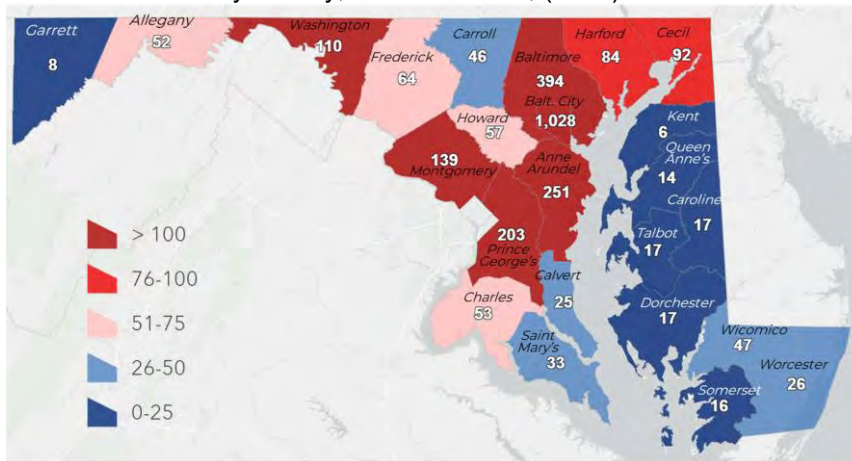 Garrett
8
Allegany
52
Washington
110
Frederick
64
Carroll
46
Baltimore
394
Balt. City
1,028
Harford
84
Cecil
92
Howard
57
Montgomery
139
Anne
Arundel
251
203
Prince
George's
Kent
6
Queen
Anne's
14
Caroline
17
Talbot
17
Calvert
25
Charles
53
Saint
Mary's
33
Dorchester
17
Wicomico
47
Worcester
26
Somerset
16
> 100
76-100
51-75
26-50
0-25